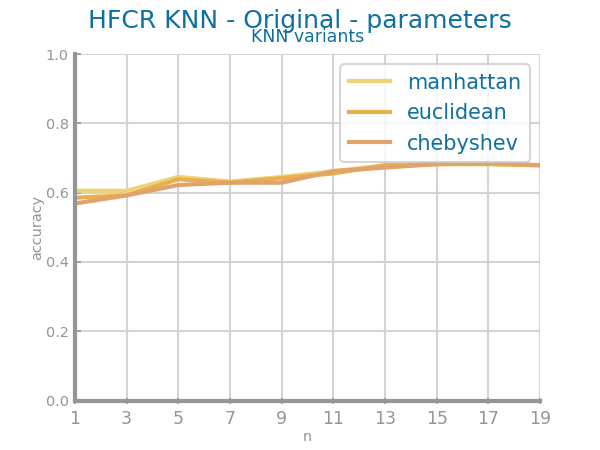 HFCR KNN - Original - parameters
KNN variants
1.0
0.8
0.6
0.4
0.2
0.0
accuracy
manhattan
euclidean
chebyshev
1 3 5 7 9 11 13 15 17 19
n